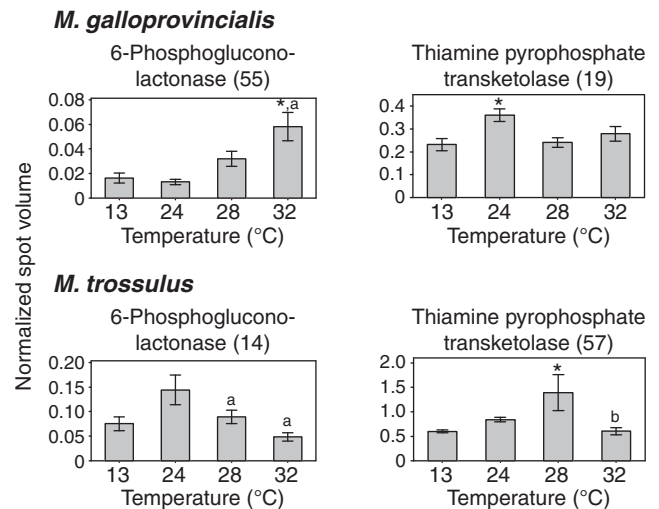 M. galloprovincialis
6-Phosphoglucono-
lactonase (55)
0.08
0.06
0.04
0.02
0
*,a
13 24 28 32
Temperature (°C)
Thiamine pyrophosphate
transketolase (19)
0.4
0.3
0.2
0.1
0
*
13 24 28 32
Temperature (°C)
Normalized spot volume
M. trossulus
6-Phosphoglucono-
lactonase (14)
0.20
0.15
0.10
0.05
0
a
a
13 24 28 32
Temperature (°C)
Thiamine pyrophosphate
transketolase (57)
2.0
1.5
1.0
0.5
0
*
b
13 24 28 32
Temperature (°C)